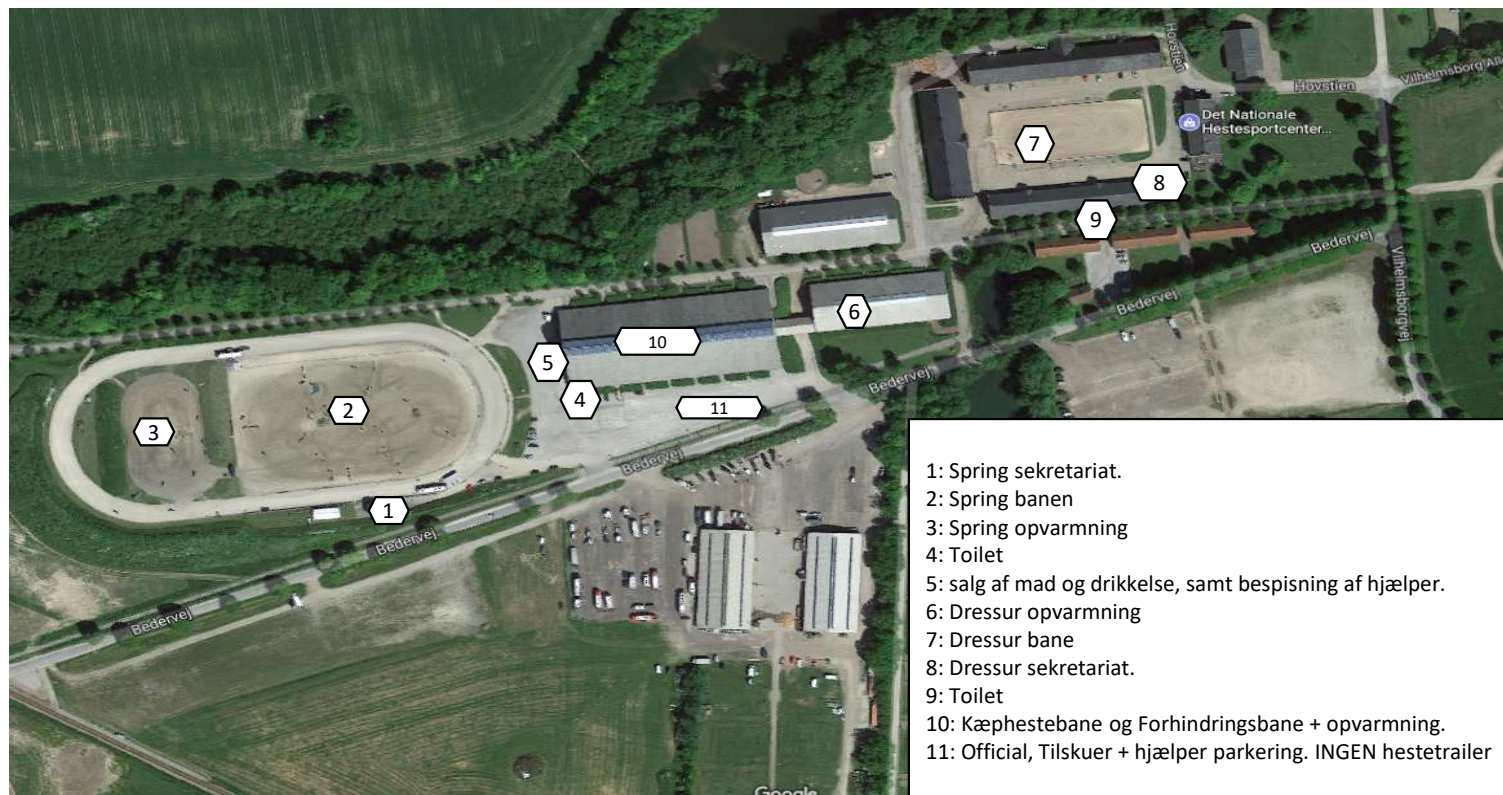 Hovstien
Hovstien
Vilhelmsborg Allé
Det Nationale
Hestesportcenter...
7
8
9
Bedervej
Vilhelmsborgvej
Bedervej
6
10
5
4
11
Bedervej
2
3
Bedervej
1
Bedervej
Bedervej
1: Spring sekretariat.
2: Spring banen
3: Spring opvarmning
4: Toilet
5: salg af mad og drikkelse, samt bespisning af hjælper.
6: Dressur opvarmning
7: Dressur bane
8: Dressur sekretariat.
9: Toilet
10: Kæphestebane og Forhindringsbane + opvarmning.
11: Official, Tilskuer + hjælper parkering. INGEN hestetrailer
Google